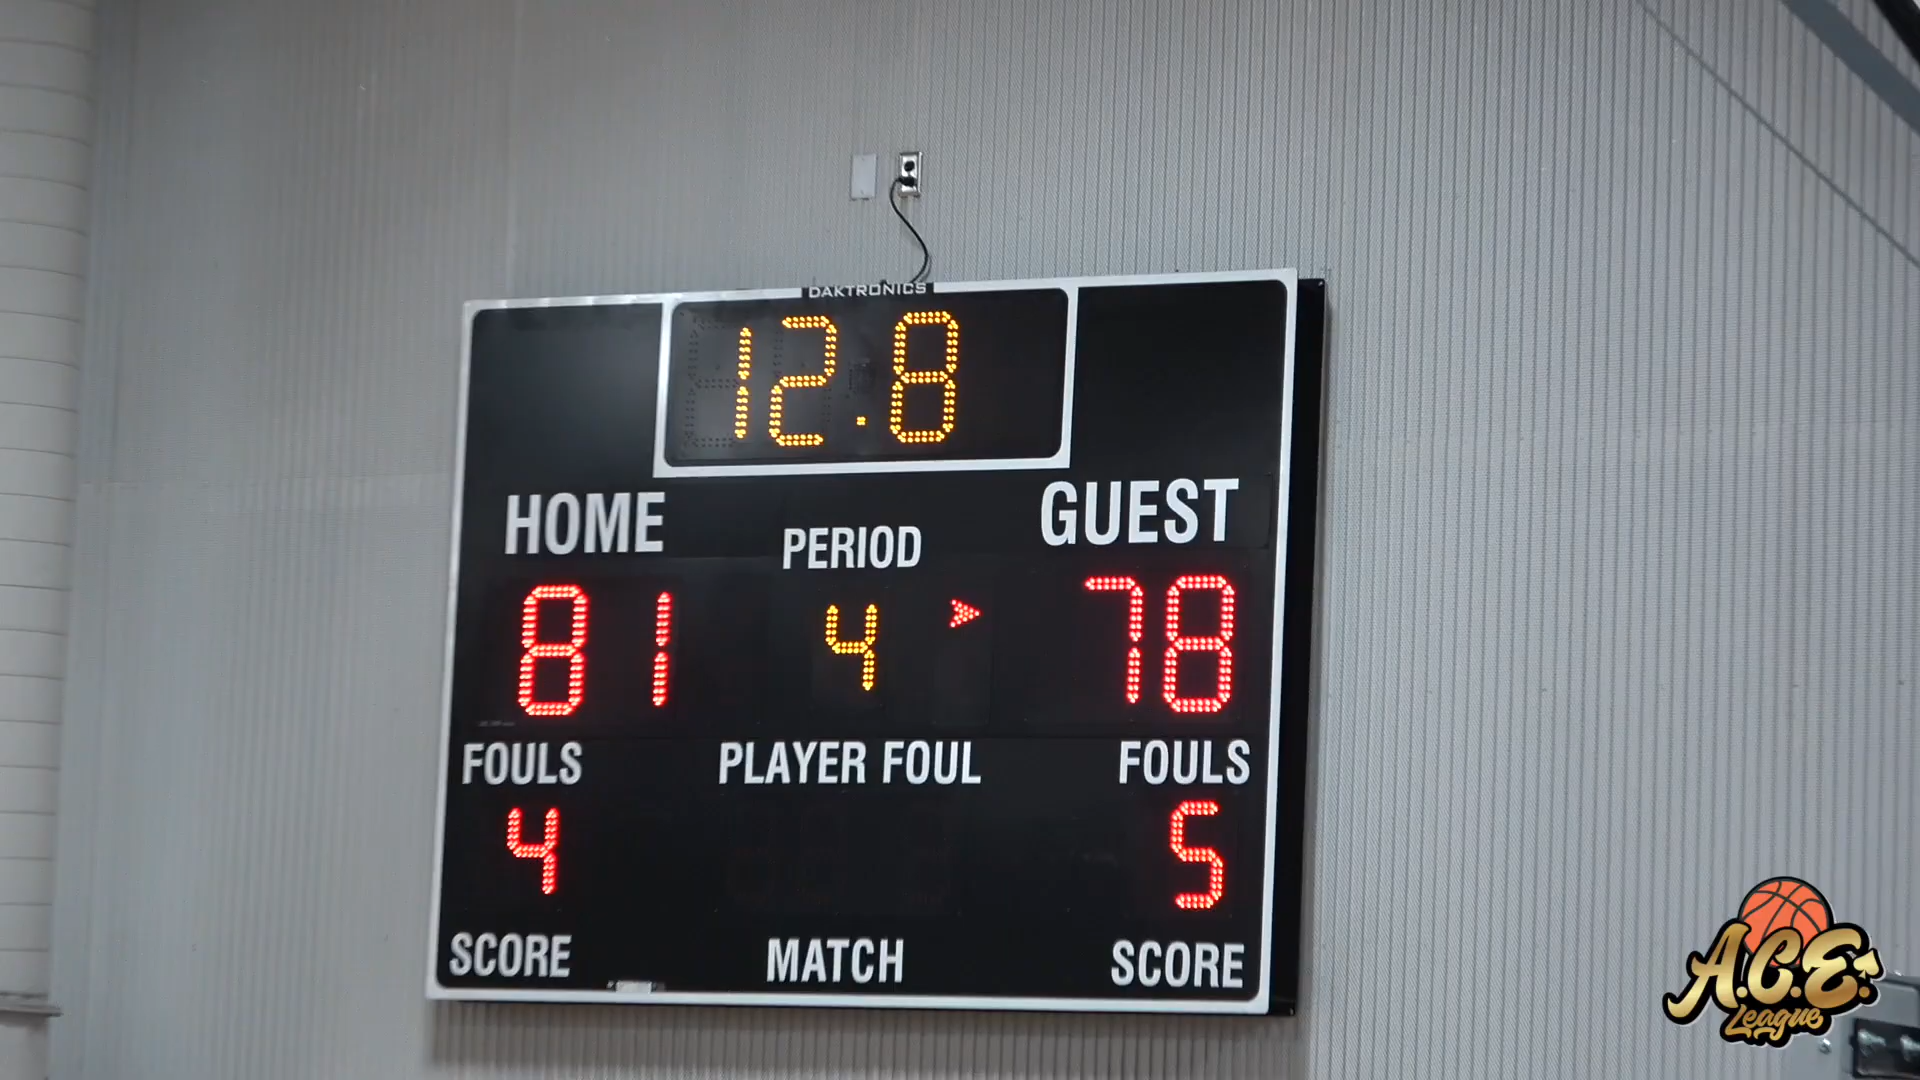 DAKTRONICS
12.8
HOME
PERIOD
GUEST
81
4
78
FOULS
PLAYER FOUL
FOULS
4
5
SCORE
MATCH
SCORE
A.C.E.
League